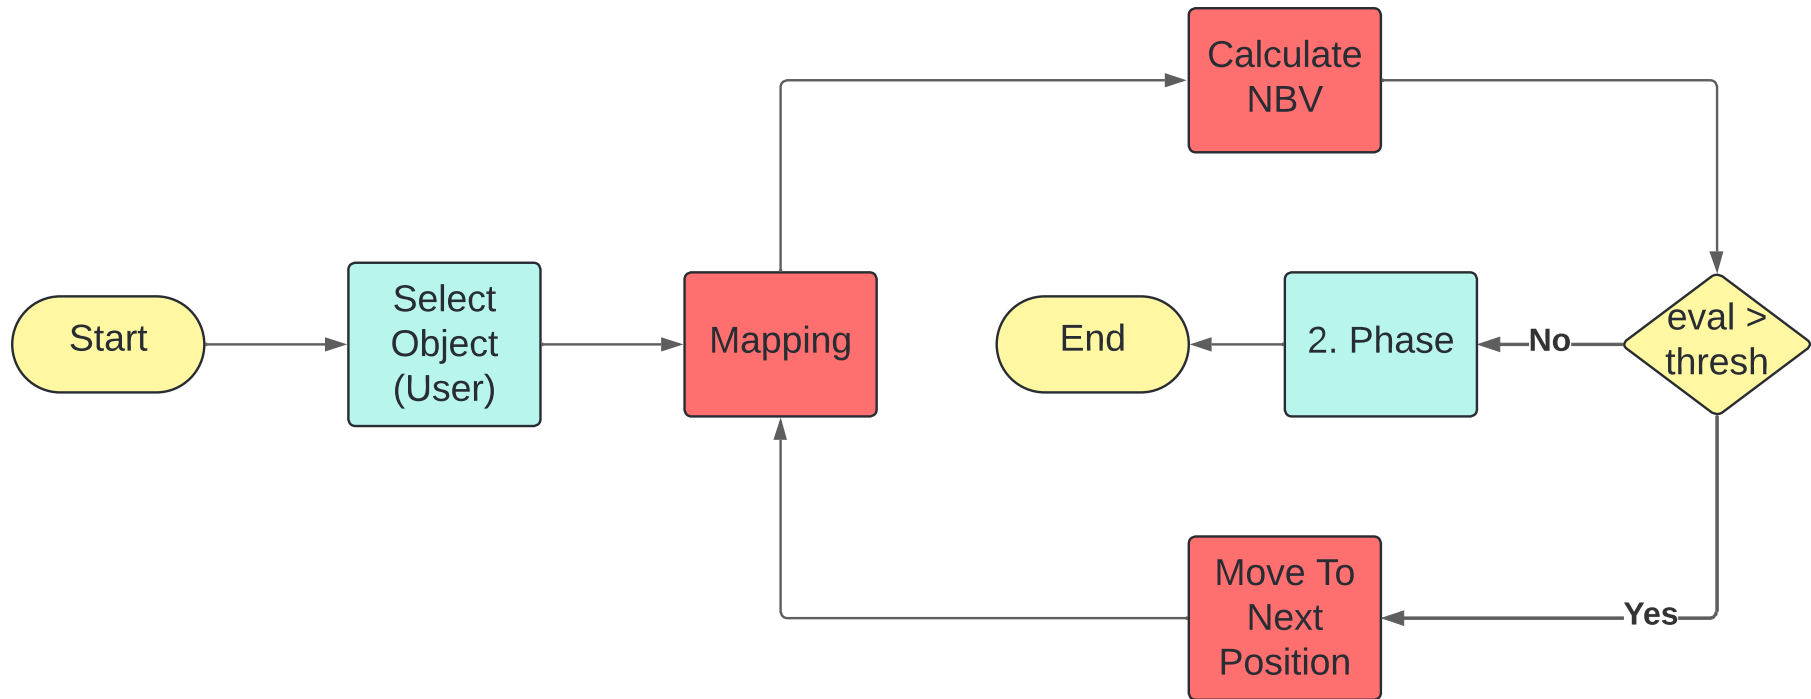 Start
Select
Object
(User)
Mapping
Calculate
NBV
eval >
thresh
No
2. Phase
End
Yes
Move To
Next
Position